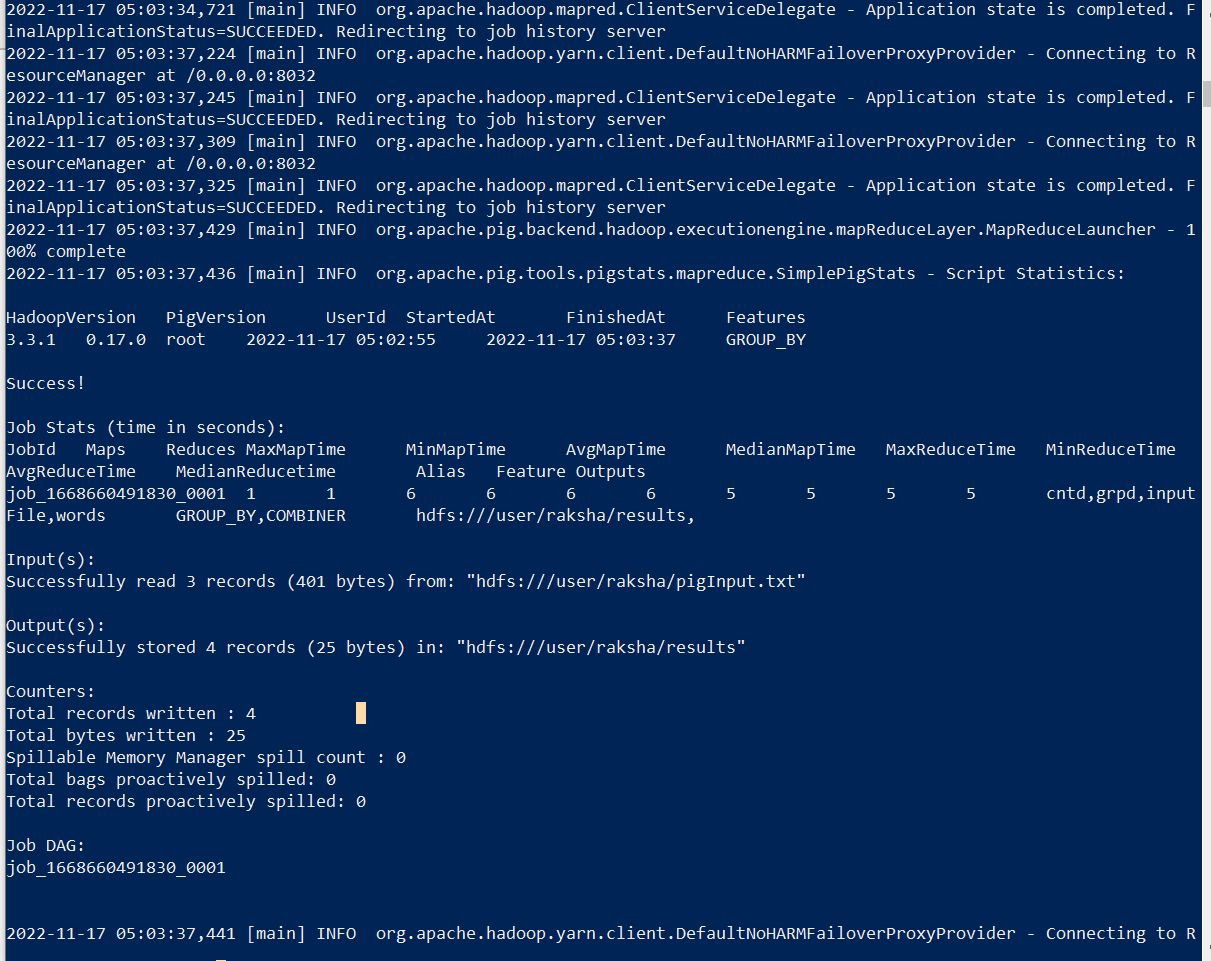 2022-11-17 05:03:34,721 [main] INFO  org.apache.hadoop.mapred.ClientServiceDelegate - Application state is completed. F
inalApplicationStatus=SUCCEEDED. Redirecting to job history server
2022-11-17 05:03:37,224 [main] INFO  org.apache.hadoop.yarn.client.DefaultNoHARMFailoverProxyProvider - Connecting to R
esourceManager at /0.0.0.0:8032
2022-11-17 05:03:37,245 [main] INFO  org.apache.hadoop.mapred.ClientServiceDelegate - Application state is completed. F
inalApplicationStatus=SUCCEEDED. Redirecting to job history server
2022-11-17 05:03:37,309 [main] INFO  org.apache.hadoop.yarn.client.DefaultNoHARMFailoverProxyProvider - Connecting to R
esourceManager at /0.0.0.0:8032
2022-11-17 05:03:37,325 [main] INFO  org.apache.hadoop.mapred.ClientServiceDelegate - Application state is completed. F
inalApplicationStatus=SUCCEEDED. Redirecting to job history server
2022-11-17 05:03:37,429 [main] INFO  org.apache.pig.backend.hadoop.executionengine.mapReduceLayer.MapReduceLauncher - 1
00% complete
2022-11-17 05:03:37,436 [main] INFO  org.apache.pig.tools.pigstats.mapreduce.SimplePigStats - Script Statistics:

HadoopVersion   PigVersion      UserId  StartedAt       FinishedAt      Features
3.3.1   0.17.0  root    2022-11-17 05:02:55     2022-11-17 05:03:37     GROUP_BY

Success!

Job Stats (time in seconds):
JobId   Maps    Reduces MaxMapTime      MinMapTime      AvgMapTime      MedianMapTime   MaxReduceTime   MinReduceTime
AvgReduceTime    MedianReducetime        Alias   Feature Outputs
job_1668660491830_0001  1       1       6       6       6       6       5       5       5       5       cntd,grpd,input
File,words       GROUP_BY,COMBINER       hdfs:///user/raksha/results,

Input(s):
Successfully read 3 records (401 bytes) from: "hdfs:///user/raksha/pigInput.txt"

Output(s):
Successfully stored 4 records (25 bytes) in: "hdfs:///user/raksha/results"

Counters:
Total records written : 4
Total bytes written : 25
Spillable Memory Manager spill count : 0
Total bags proactively spilled: 0
Total records proactively spilled: 0

Job DAG:
job_1668660491830_0001

2022-11-17 05:03:37,441 [main] INFO  org.apache.hadoop.yarn.client.DefaultNoHARMFailoverProxyProvider - Connecting to R